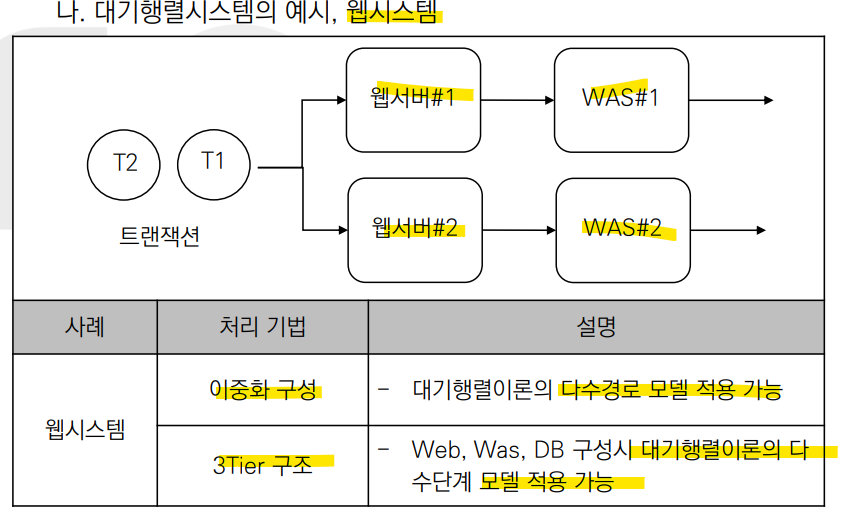 나. 대기행렬시스템의 예시, 웹시스템
웹서버#1
WAS#1
T2
T1
트랜잭션
웹서버#2
WAS#2
사례
처리 기법
설명
웹시스템
이중화 구성
- 대기행렬이론의 다수경로 모델 적용 가능
3Tier 구조
- Web, Was, DB 구성시 대기행렬이론의 다
수단계 모델 적용 가능